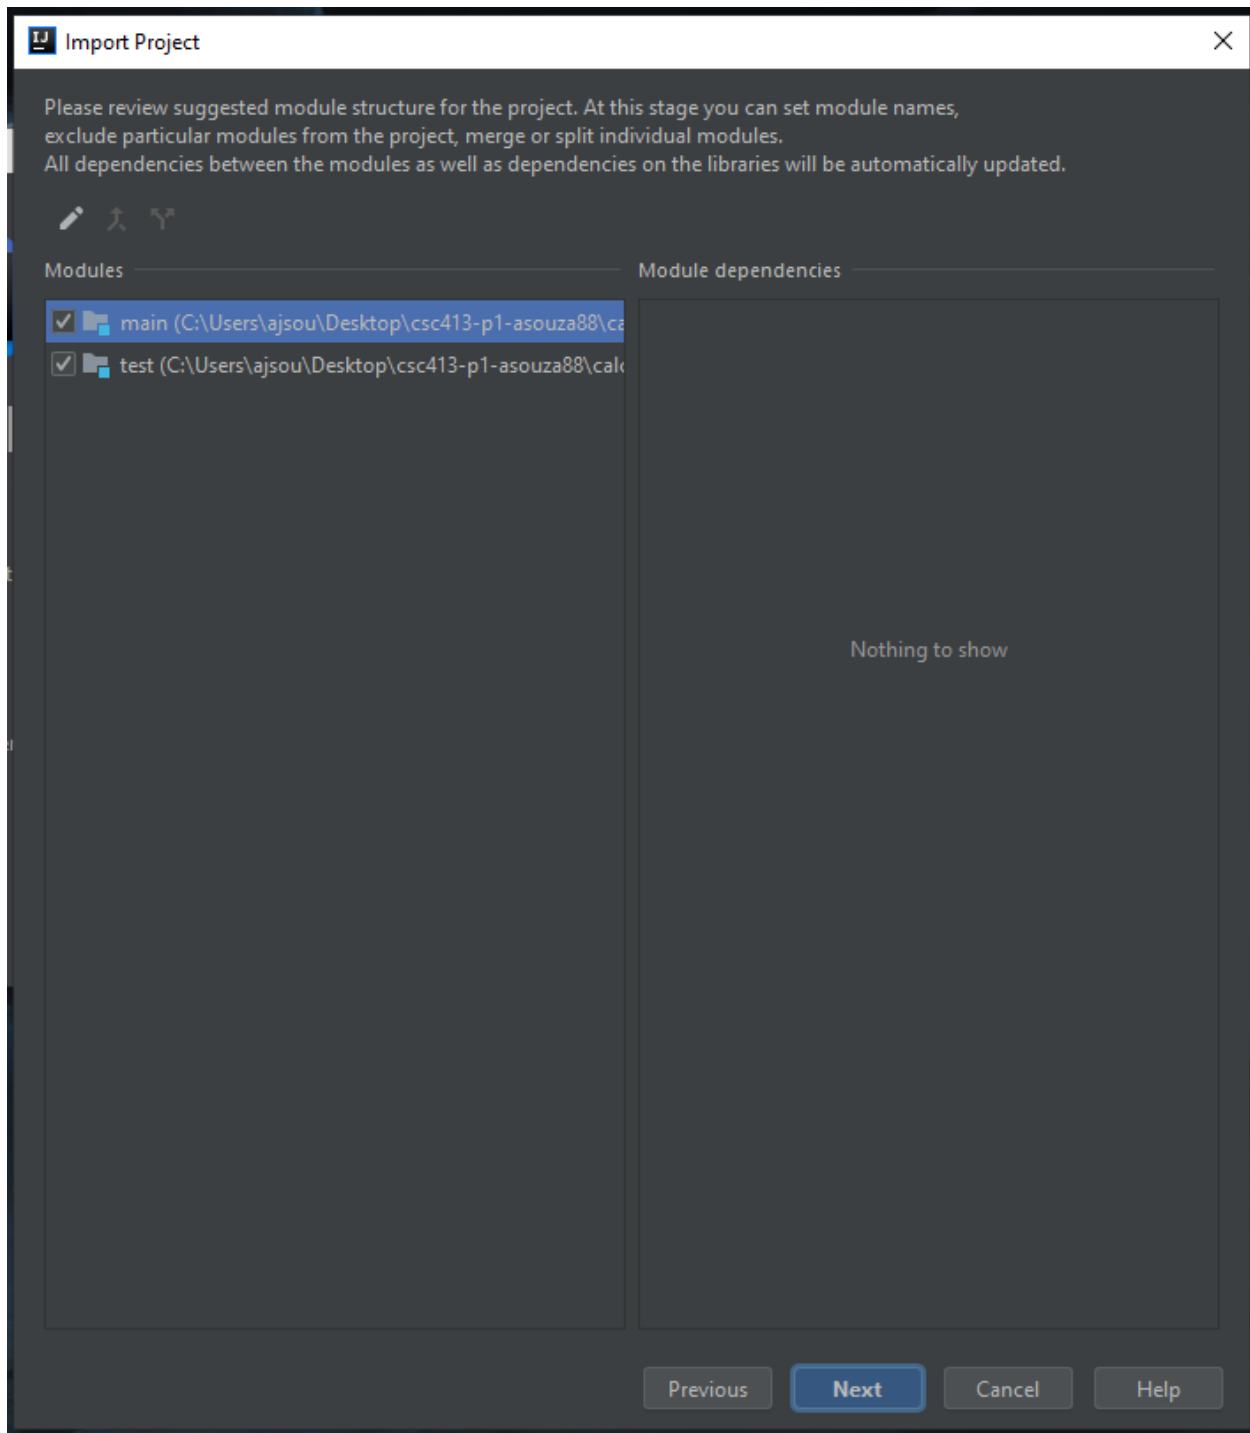 IJ
Import Project
Please review suggested module structure for the project. At this stage you can set module names,
exclude particular modules from the project, merge or split individual modules.
All dependencies between the modules as well as dependencies on the libraries will be automatically updated.
Modules
Module dependencies
main (C:\Users\ajsou\Desktop\csc413-p1-asouza88\ca
test (C:\Users\ajsou\Desktop\csc413-p1-asouza88\calc
Nothing to show
Previous
Next
Cancel
Help